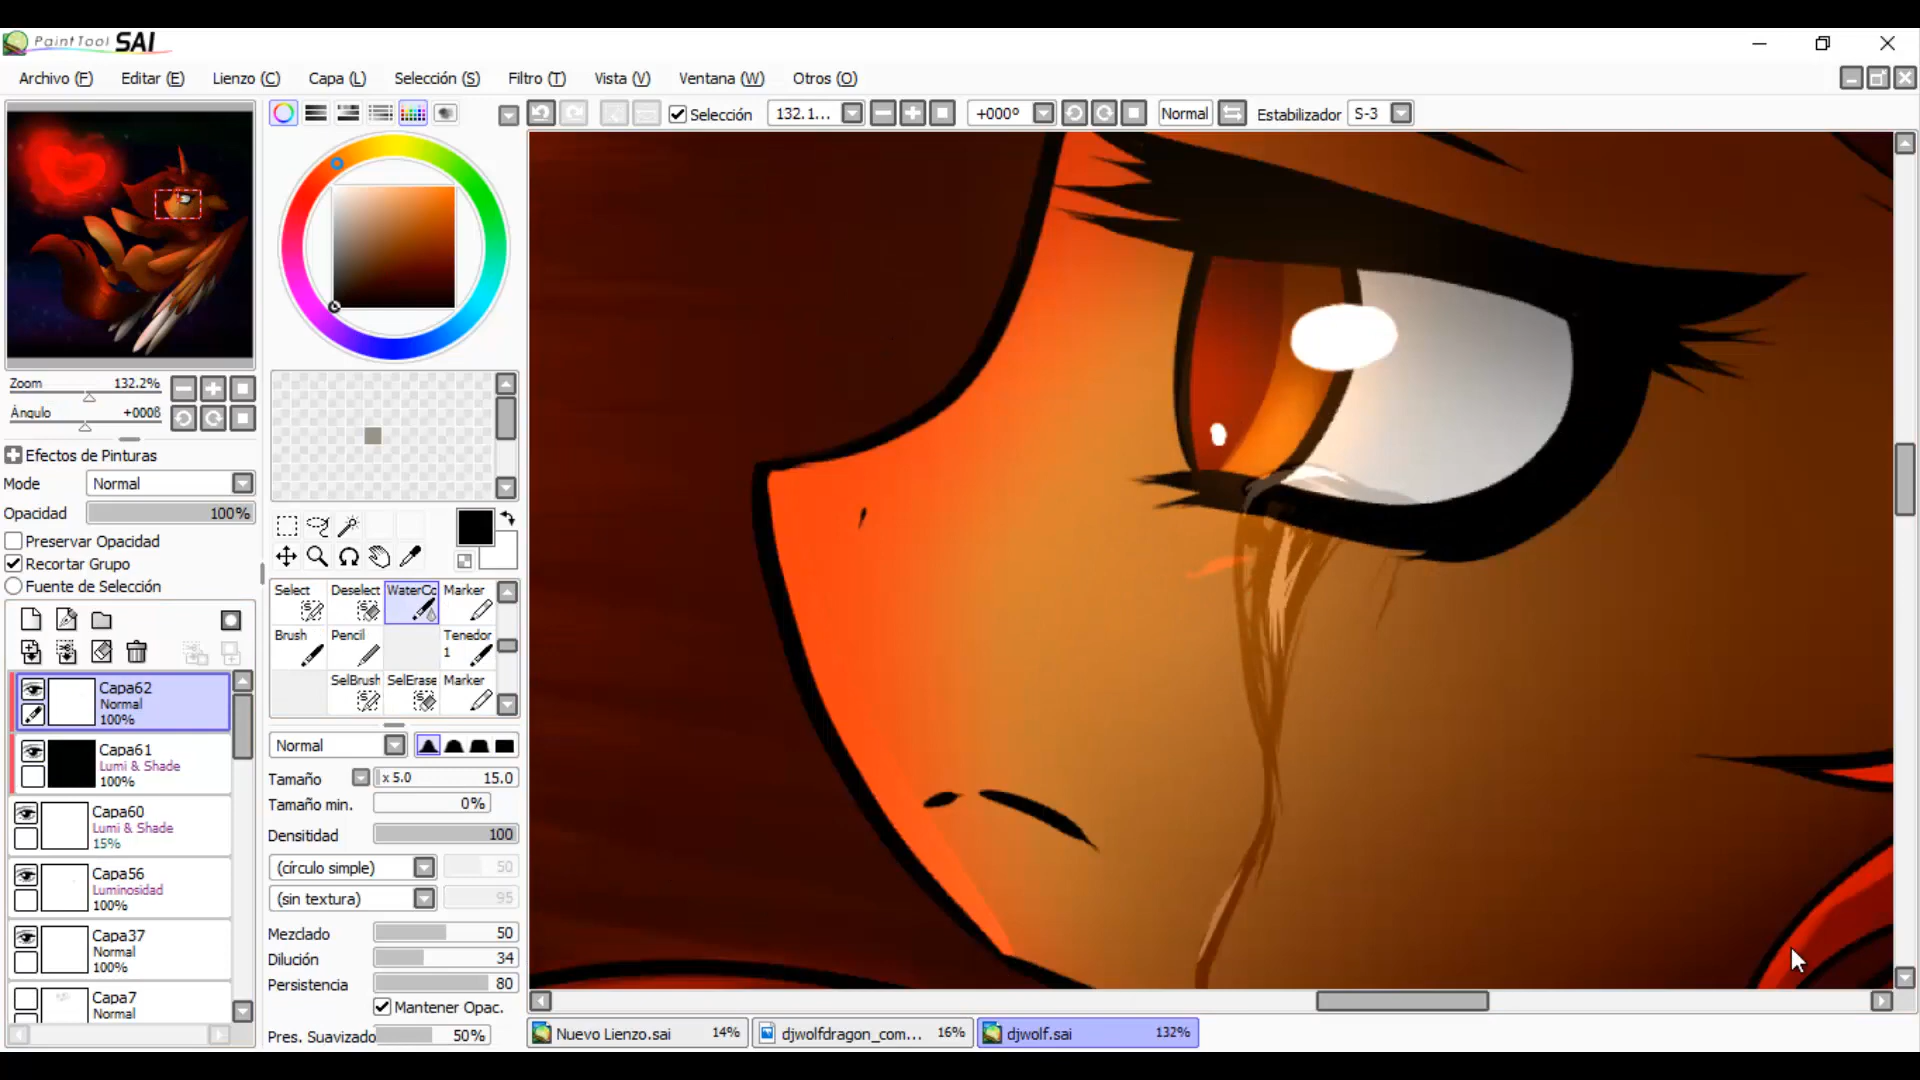 PaintTool SAI
Archivo (F) Editar (E) Lienzo (C) Capa (L) Selección (S) Filtro (T) Vista (V) Ventana (W) Otros (O)
Selección 132.1... +000º Normal Estabilizador S-3
Zoom 132.2%
Ángulo +000ß
Efectos de Pinturas
Mode Normal
Opacidad 100%
Preservar Opacidad
Recortar Grupo
Fuente de Selección
Capa62
Normal
100%
Capa61
Lumi & Shade
100%
Capa60
Lumi & Shade
15%
Capa56
Luminosidad
100%
Capa37
Normal
100%
Capa7
Normal
Select Deselect WaterCo Marker
Brush Pencil Tenedor
1
SelBrush SelErase Marker
Normal
Tamaño x 5.0 15.0
Tamaño min. 0%
Densitidad 100
(círculo simple) 50
(sin textura) 95
Mezclado 50
Dilución 34
Persistencia 80
Mantener Opac.
Pres. Suavizado 50%
Nuevo Lienzo.sai 14% djwolfdragon_com... 16% djwolf.sai 132%